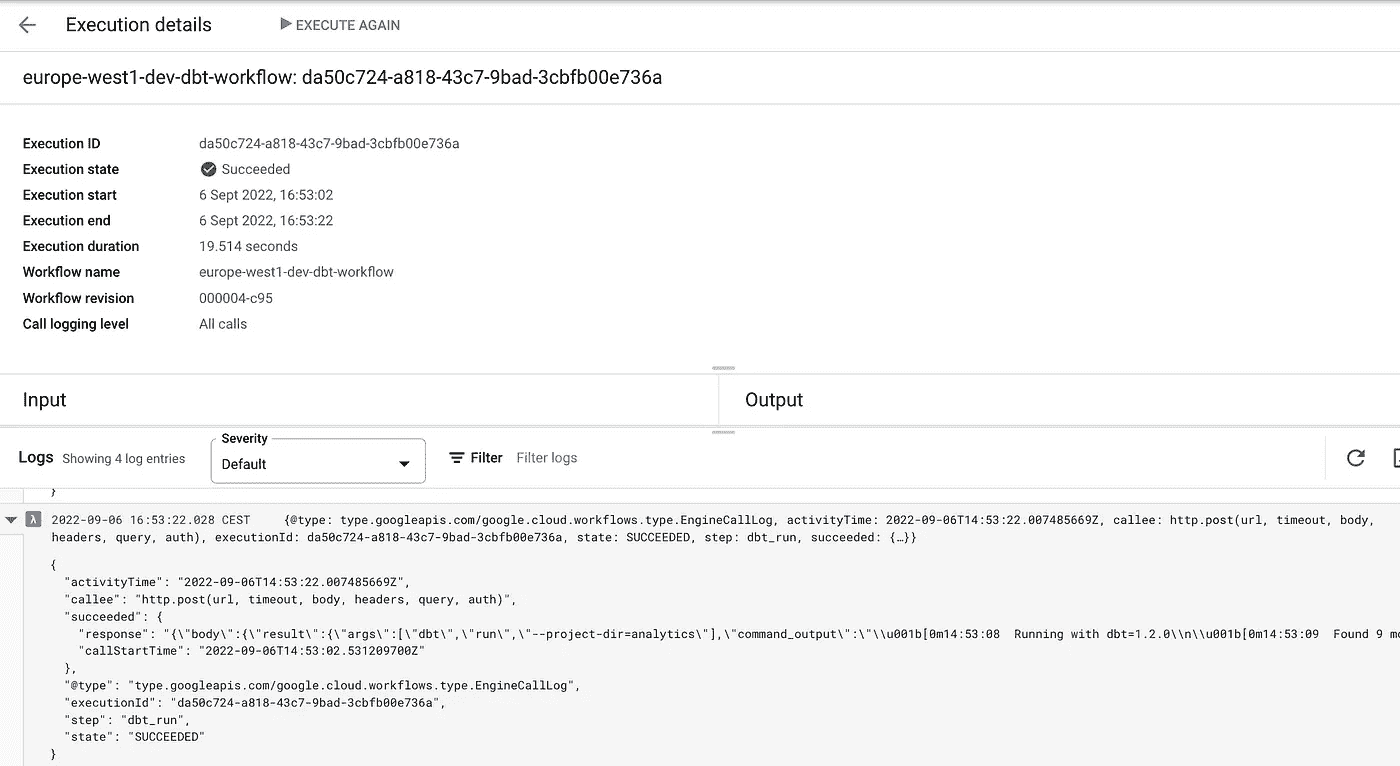 Execution details
EXECUTE AGAIN
europe-west1-dev-dbt-workflow: da50c724-a818-43c7-9bad-3cbfb00e736a
Execution ID da50c724-a818-43c7-9bad-3cbfb00e736a
Execution state Succeeded
Execution start 6 Sept 2022, 16:53:02
Execution end 6 Sept 2022, 16:53:22
Execution duration 19.514 seconds
Workflow name europe-west1-dev-dbt-workflow
Workflow revision 000004-c95
Call logging level All calls
Input
Output
Logs Showing 4 log entries
Severity
Default
Filter Filter logs
}
λ 2022-09-06 16:53:22.028 CEST {@type: type.googleapis.com/google.cloud.workflows.type.EngineCallLog, activityTime: 2022-09-06T14:53:22.007485669Z, callee: http.post(url, timeout, body,
headers, query, auth), executionId: da50c724-a818-43c7-9bad-3cbfb00e736a, state: SUCCEEDED, step: dbt_run, succeeded: {…}}
{
"activityTime": "2022-09-06T14:53:22.007485669Z",
"callee": "http.post(url, timeout, body, headers, query, auth)",
"succeeded": {
"response": "{\"body\":{\"result\":{\"args\":[\"dbt\",\"run\",\"--project-dir=analytics\"],\"command_output\":\"\\u001b[0m14:53:08  Running with dbt=1.2.0\\n\\u001b[0m14:53:09  Found 9 mo
"callStartTime": "2022-09-06T14:53:02.531209700Z"
},
"@type": "type.googleapis.com/google.cloud.workflows.type.EngineCallLog",
"executionId": "da50c724-a818-43c7-9bad-3cbfb00e736a",
"step": "dbt_run",
"state": "SUCCEEDED"
}